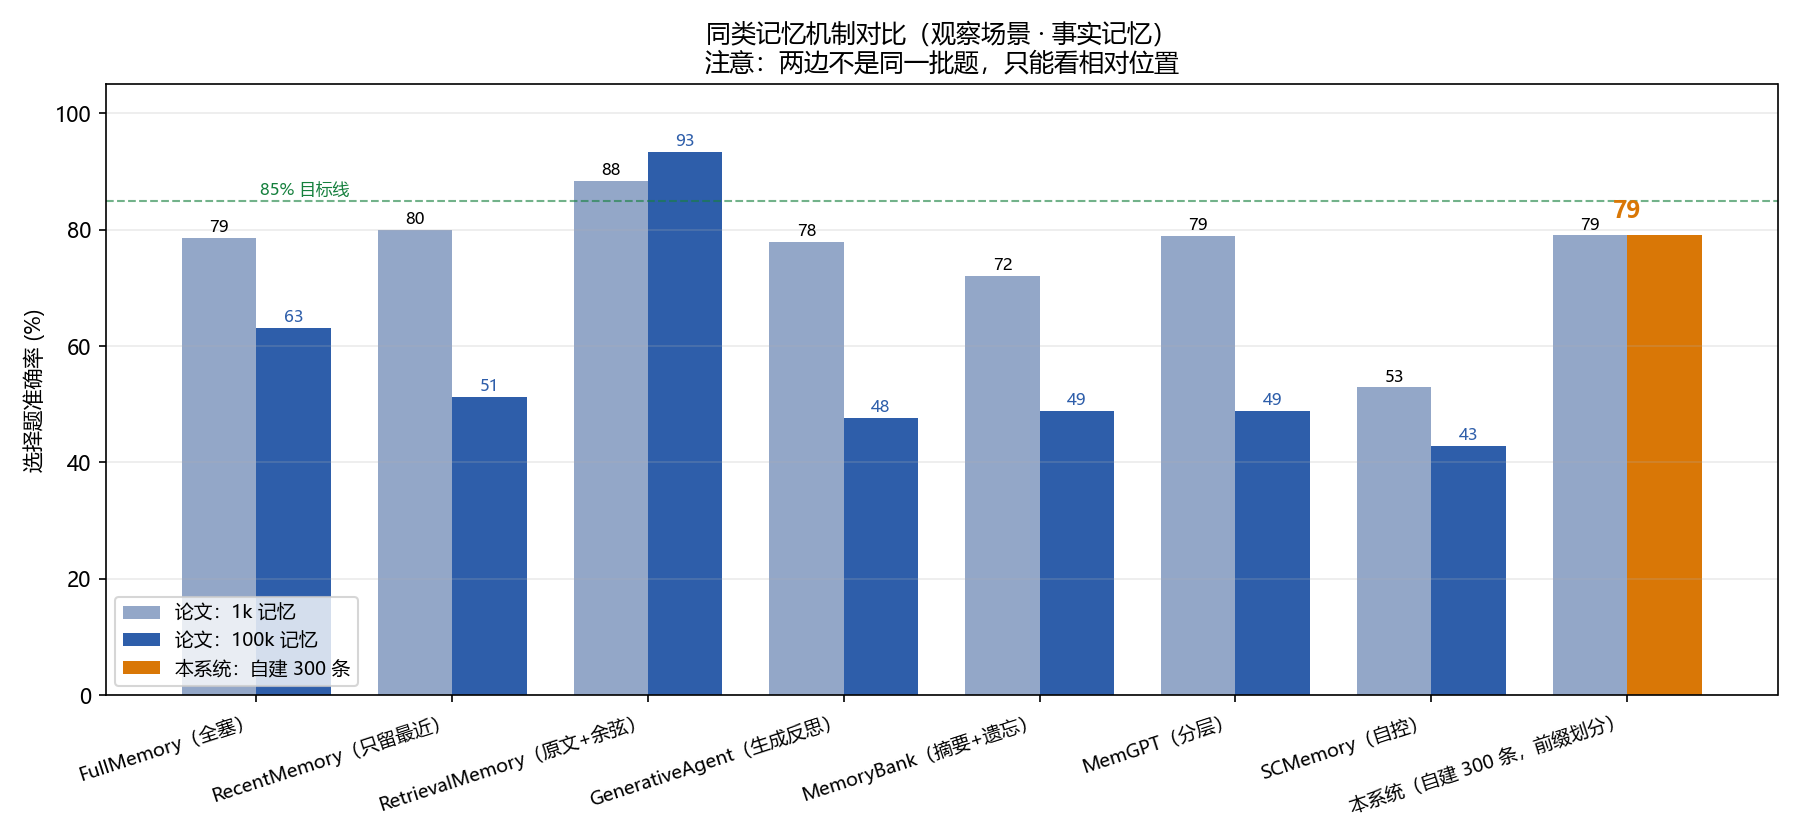 同类记忆机制对比（观察场景 · 事实记忆）
注意：两边不是同一批题，只能看相对位置
选择题准确率 (%)
100
80
60
40
20
0
85% 目标线
79
63
80
51
88
93
78
48
72
49
79
49
53
43
79
79
论文：1k 记忆
论文：100k 记忆
本系统：自建 300 条
FullMemory（全塞）
RecentMemory（只留最近）
RetrievalMemory（原文+余弦）
GenerativeAgent（生成反思）
MemoryBank（摘要+遗忘）
MemGPT（分层）
SCMemory（自控）
本系统（自建 300 条，前缀划分）